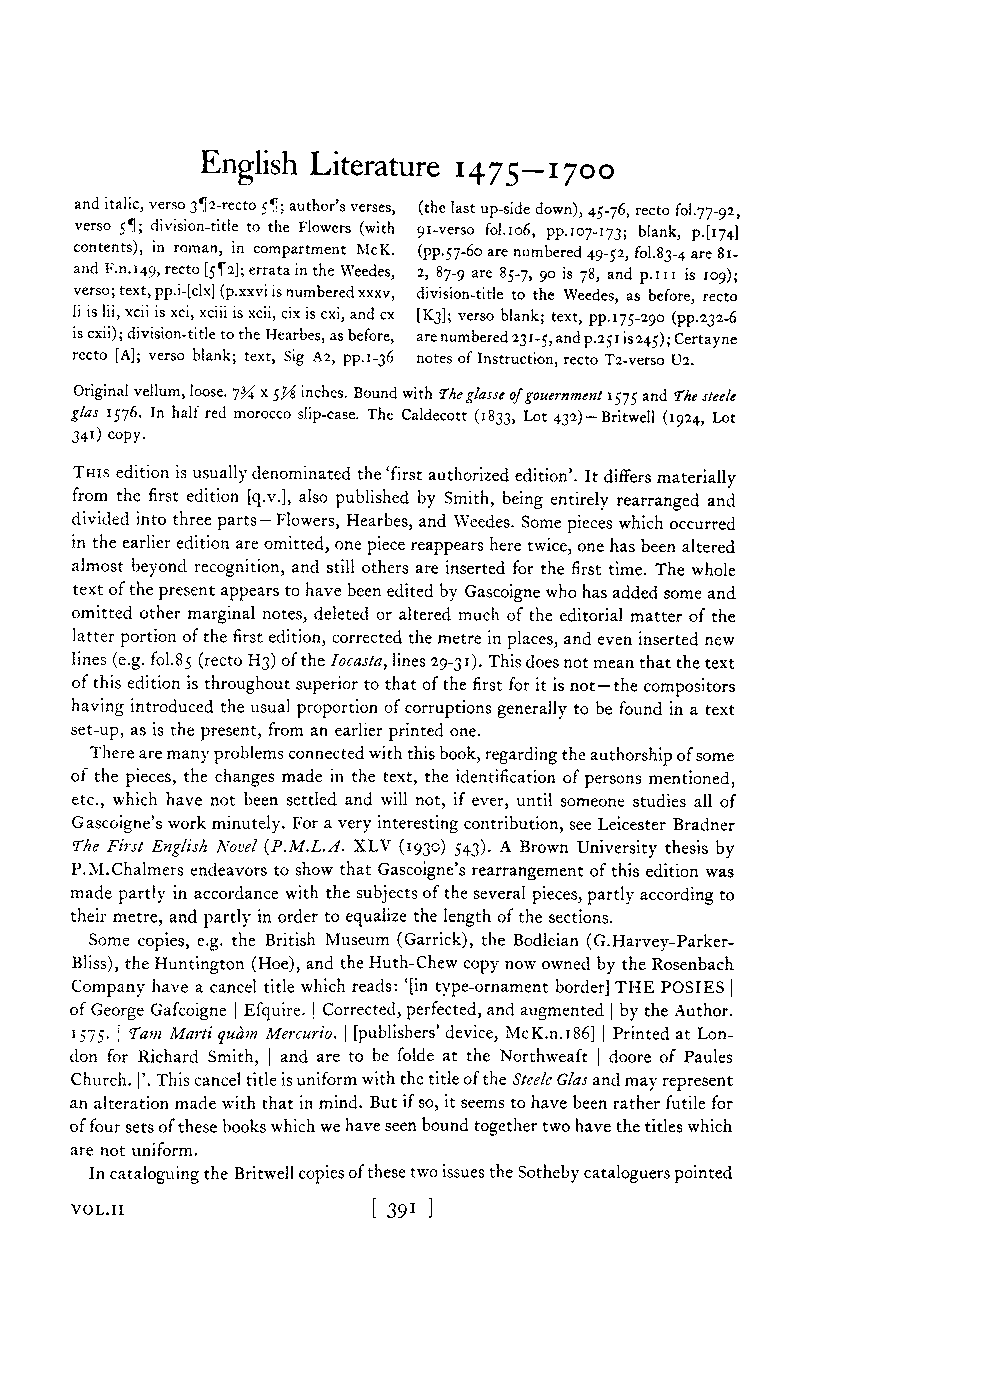 English Literature 1475—1700
and italic, verso 3¶2-recto 5¶; author's verses,
verso 5¶; division-title to the Flowers (with
contents), in roman, in compartment McK.
and F.n.149, recto [5¶2]; errata in the Weedes,
verso; text, pp.i-[clx] (p.xxvi is numbered xxxv,
li is lii, xcii is xci, xciii is xcii, cix is cxi, and cx
is cxii); division-title to the Hearbes, as before,
recto [A]; verso blank; text, Sig A2, pp.1-36
(the last up-side down), 45-76, recto fol.77-92,
91-verso fol.106, pp.107-173; blank, p.[174]
(pp.57-60 are numbered 49-52, fol.83-4 are 81-
2, 87-9 are 85-7, 90 is 78, and p.111 is 109);
division-title to the Weedes, as before, recto
[K3]; verso blank; text, pp.175-290 (pp.232-6
are numbered 231-5, and p.251 is 245); Certayne
notes of Instruction, recto T2-verso U2.
Original vellum, loose. 7¾ x 5⅛ inches. Bound with The glasse of gouernment 1575 and The steele
glas 1576. In half red morocco slip-case. The Caldecott (1833, Lot 432)—Britwell (1924, Lot
341) copy.
THIS edition is usually denominated the 'first authorized edition'. It differs materially
from the first edition [q.v.], also published by Smith, being entirely rearranged and
divided into three parts—Flowers, Hearbes, and Weedes. Some pieces which occurred
in the earlier edition are omitted, one piece reappears here twice, one has been altered
almost beyond recognition, and still others are inserted for the first time. The whole
text of the present appears to have been edited by Gascoigne who has added some and
omitted other marginal notes, deleted or altered much of the editorial matter of the
latter portion of the first edition, corrected the metre in places, and even inserted new
lines (e.g. fol.85 (recto H3) of the Iocasta, lines 29-31). This does not mean that the text
of this edition is throughout superior to that of the first for it is not—the compositors
having introduced the usual proportion of corruptions generally to be found in a text
set-up, as is the present, from an earlier printed one.
There are many problems connected with this book, regarding the authorship of some
of the pieces, the changes made in the text, the identification of persons mentioned,
etc., which have not been settled and will not, if ever, until someone studies all of
Gascoigne's work minutely. For a very interesting contribution, see Leicester Bradner
The First English Novel (P.M.L.A. XLV (1930) 543). A Brown University thesis by
P.M.Chalmers endeavors to show that Gascoigne's rearrangement of this edition was
made partly in accordance with the subjects of the several pieces, partly according to
their metre, and partly in order to equalize the length of the sections.
Some copies, e.g. the British Museum (Garrick), the Bodleian (G.Harvey-Parker-
Bliss), the Huntington (Hoe), and the Huth-Chew copy now owned by the Rosenbach
Company have a cancel title which reads: '[in type-ornament border] THE POSIES |
of George Gaſcoigne | Eſquire. | Corrected, perfected, and augmented | by the Author.
1575. | Tam Marti quàm Mercurio. | [publishers' device, McK.n.186] | Printed at Lon-
don for Richard Smith, | and are to be ſolde at the Northweaſt | doore of Paules
Church. |'. This cancel title is uniform with the title of the Steele Glas and may represent
an alteration made with that in mind. But if so, it seems to have been rather futile for
of four sets of these books which we have seen bound together two have the titles which
are not uniform.
In cataloguing the Britwell copies of these two issues the Sotheby cataloguers pointed
VOL.II
[ 391 ]